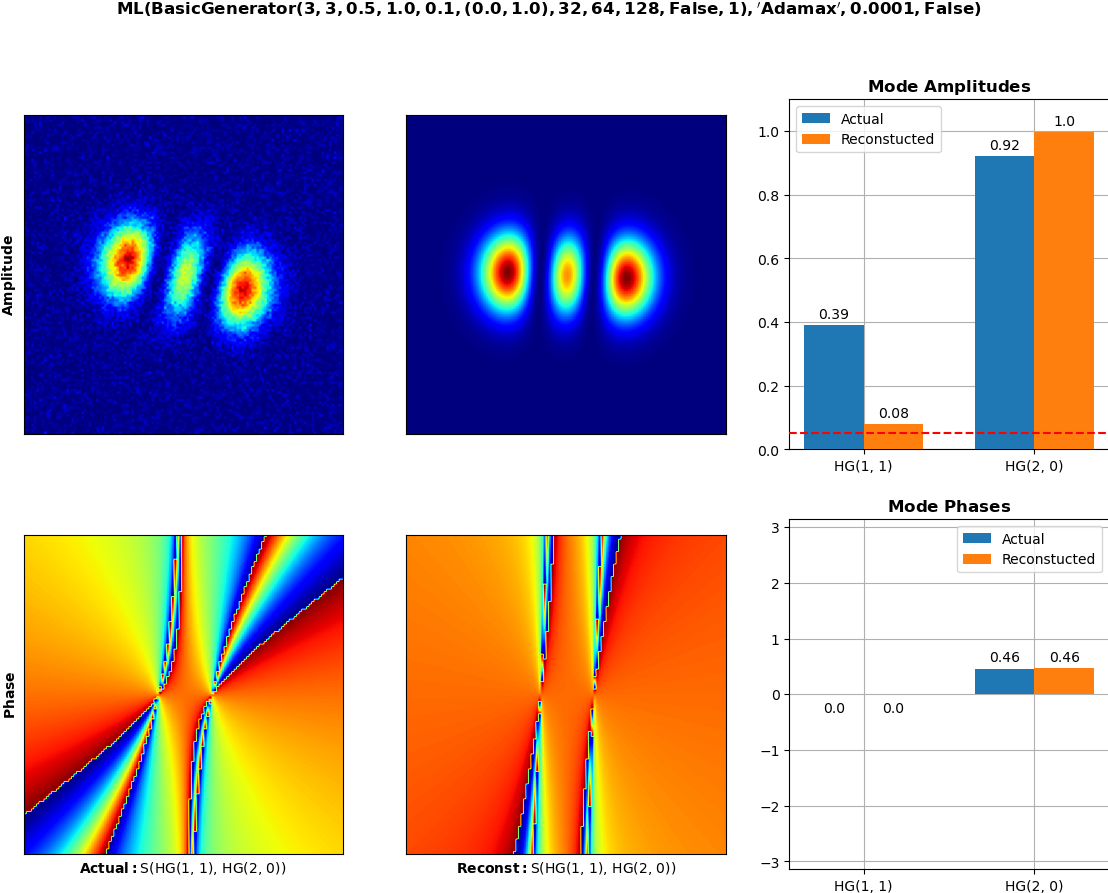 ML(BasicGenerator(3, 3, 0.5, 1.0, 0.1, (0.0, 1.0), 32, 64, 128, False, 1), ′Adamax′, 0.0001, False)
Amplitude
Mode Amplitudes
Actual
Reconstucted
1.0
0.8
0.6
0.4
0.2
0.0
0.39
0.08
0.92
1.0
HG(1, 1)
HG(2, 0)
Phase
Actual: S(HG(1, 1), HG(2, 0))
Reconst: S(HG(1, 1), HG(2, 0))
Mode Phases
Actual
Reconstucted
3
2
1
0
−1
−2
−3
0.0
0.0
0.46
0.46
HG(1, 1)
HG(2, 0)